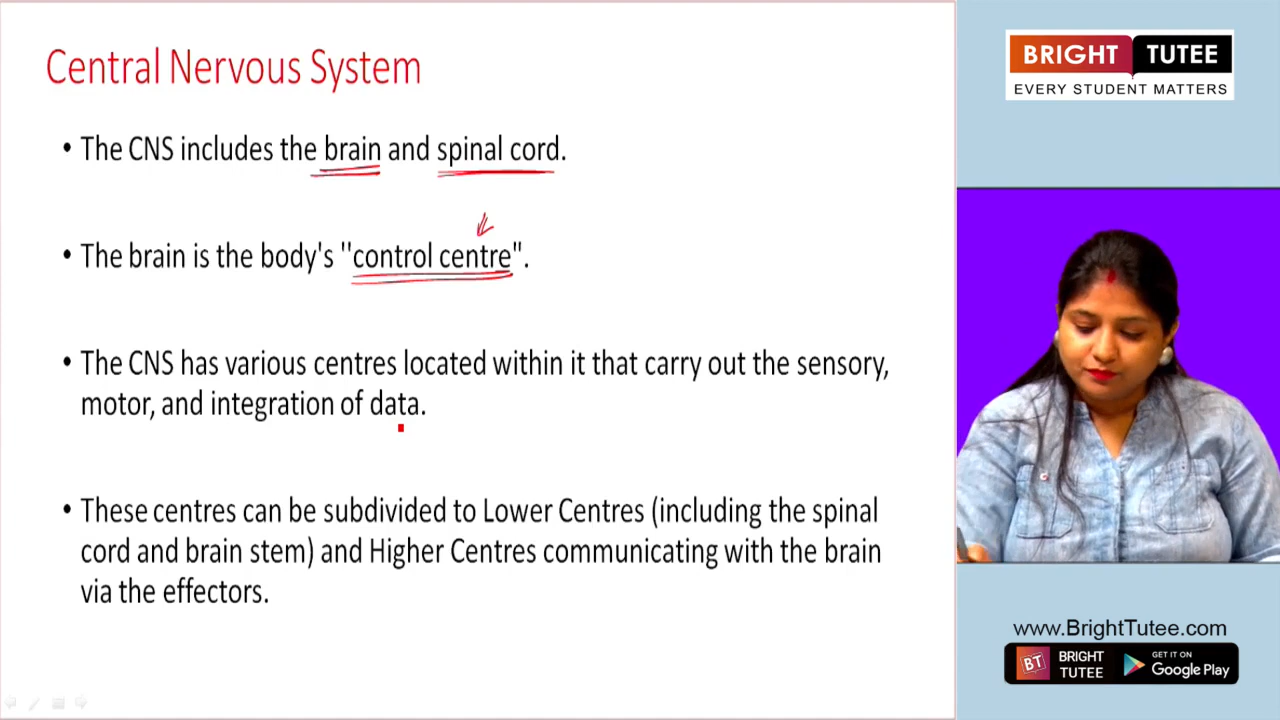 Central Nervous System
• The CNS includes the brain and spinal cord.
• The brain is the body's ''control centre".
• The CNS has various centres located within it that carry out the sensory,
motor, and integration of data.
• These centres can be subdivided to Lower Centres (including the spinal
cord and brain stem) and Higher Centres communicating with the brain
via the effectors.
BRIGHT TUTEE
EVERY STUDENT MATTERS
www.BrightTutee.com
BT
BRIGHT
TUTEE
GET IT ON
Google Play